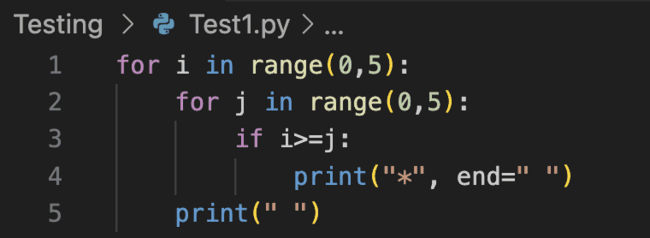 Testing > Test1.py > ...
1 for i in range(0,5):
2     for j in range(0,5):
3         if i>=j:
4             print("*", end=" ")
5     print(" ")